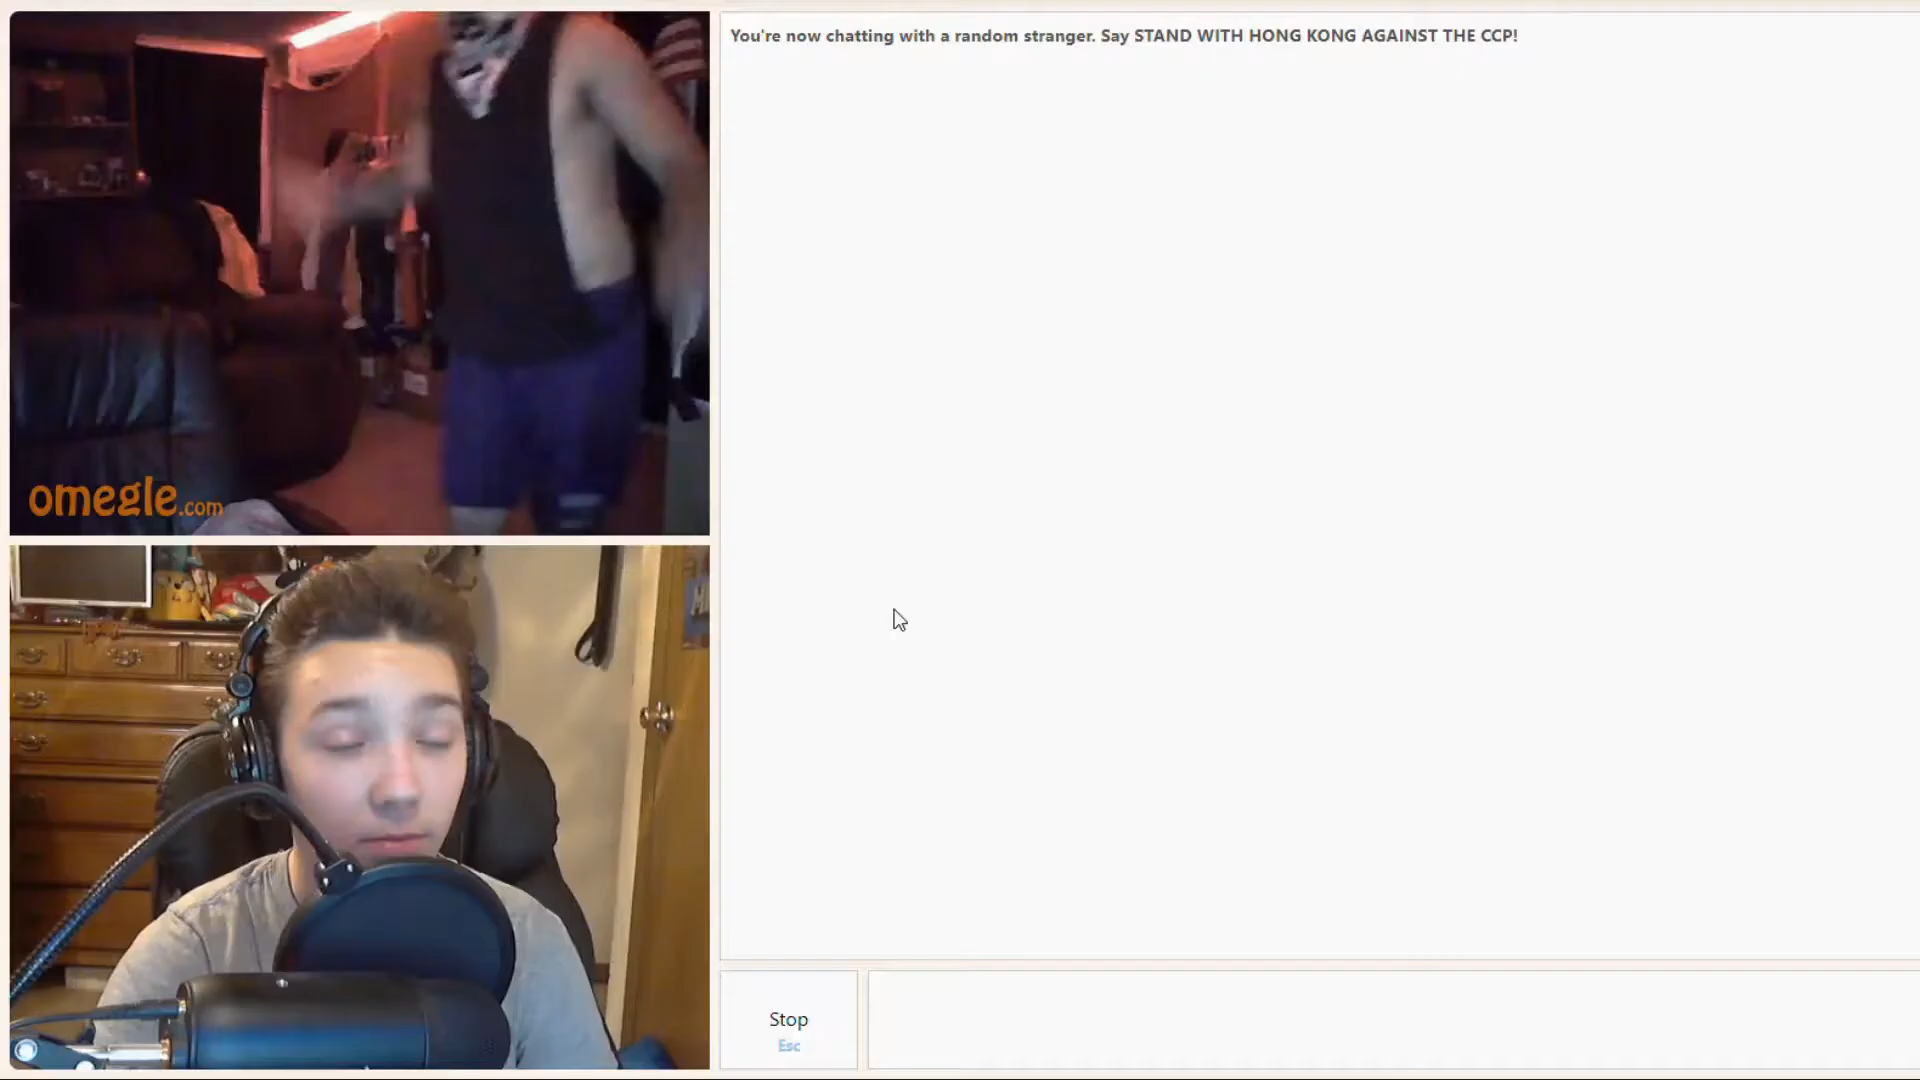 You're now chatting with a random stranger. Say STAND WITH HONG KONG AGAINST THE CCP!
omegle.com
Stop
Esc